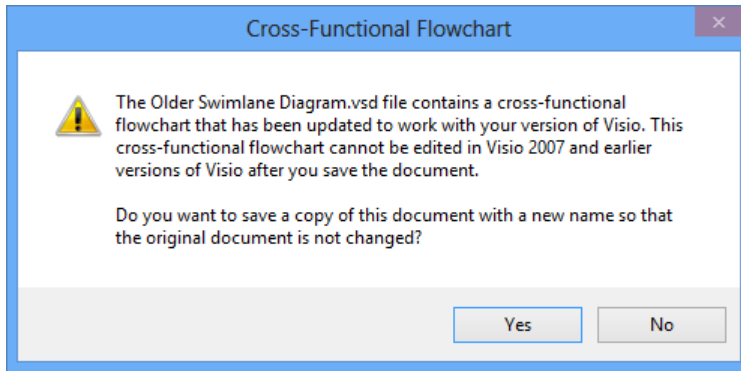 Cross-Functional Flowchart
The Older Swimlane Diagram.vsd file contains a cross-functional
flowchart that has been updated to work with your version of Visio. This
cross-functional flowchart cannot be edited in Visio 2007 and earlier
versions of Visio after you save the document.
Do you want to save a copy of this document with a new name so that
the original document is not changed?
Yes
No